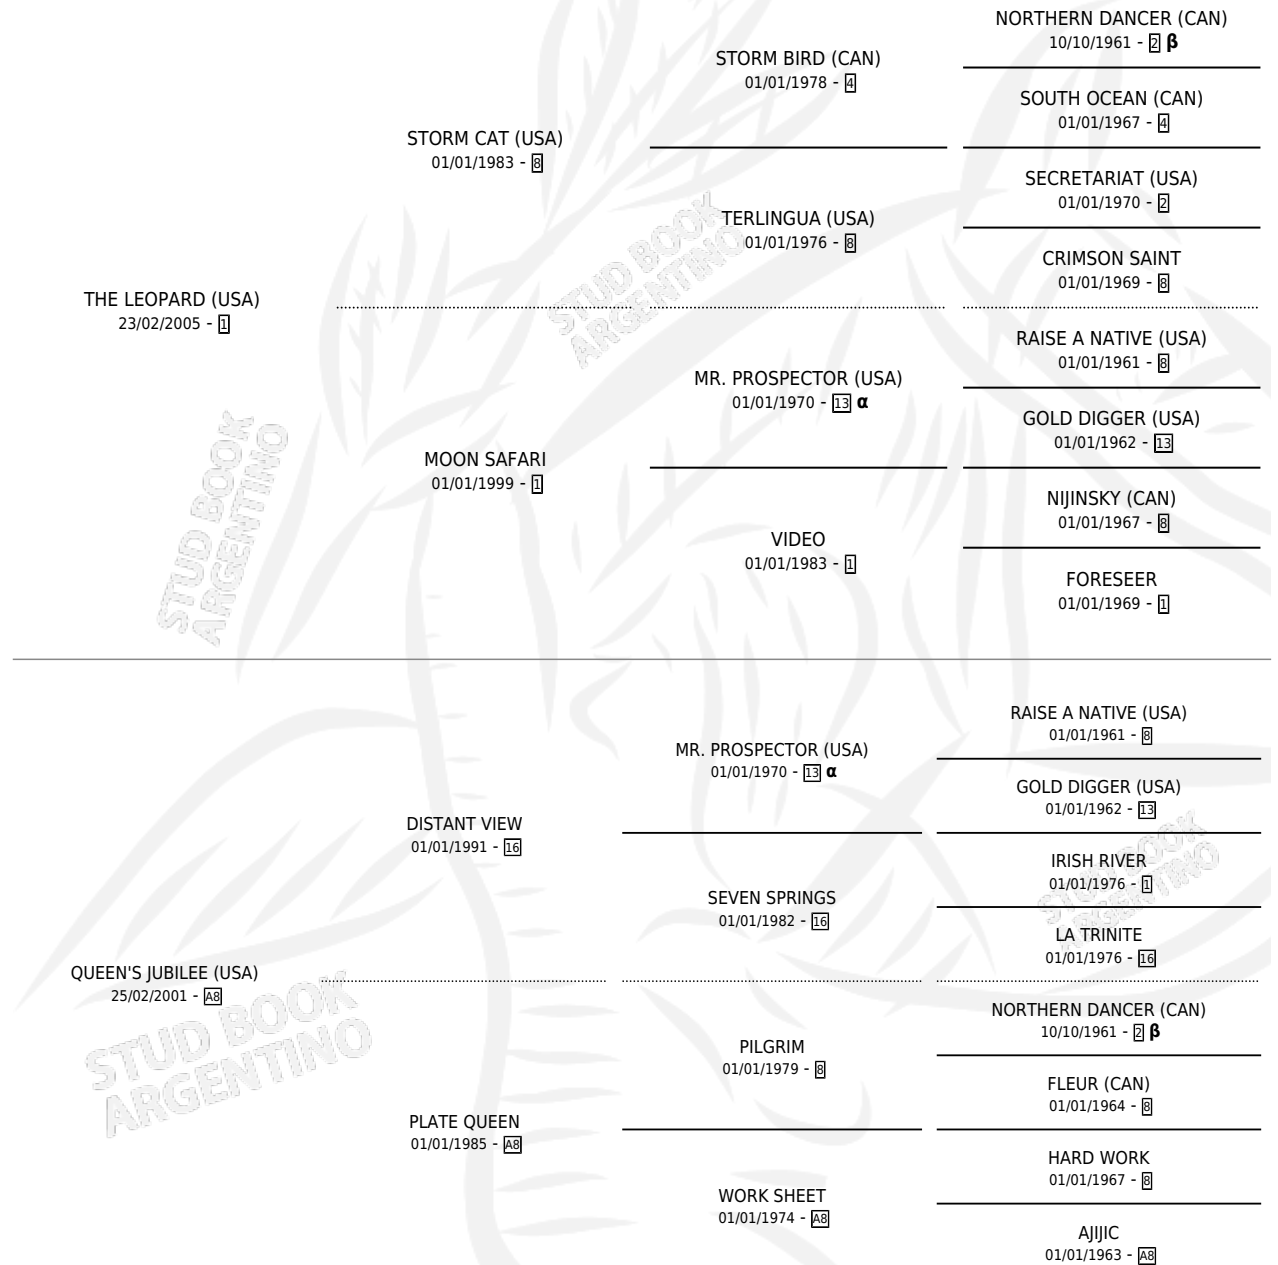 NORTHERN DANCER (CAN)
10/10/1961 - 2 β
STORM BIRD (CAN)
01/01/1978 - 4
SOUTH OCEAN (CAN)
01/01/1967 - 4
STORM CAT (USA)
01/01/1983 - 8
SECRETARIAT (USA)
01/01/1970 - 2
TERLINGUA (USA)
01/01/1976 - 8
CRIMSON SAINT
01/01/1969 - 8
THE LEOPARD (USA)
23/02/2005 - 1
RAISE A NATIVE (USA)
01/01/1961 - 8
MR. PROSPECTOR (USA)
01/01/1970 - 13 α
GOLD DIGGER (USA)
01/01/1962 - 13
MOON SAFARI
01/01/1999 - 1
NIJINSKY (CAN)
01/01/1967 - 8
VIDEO
01/01/1983 - 1
FORESEER
01/01/1969 - 1
STUD BOOK
ARGENTINO
STUD BOOK
ARGENTINO
RAISE A NATIVE (USA)
01/01/1961 - 8
MR. PROSPECTOR (USA)
01/01/1970 - 13 α
GOLD DIGGER (USA)
01/01/1962 - 13
DISTANT VIEW
01/01/1991 - 16
IRISH RIVER
01/01/1976 - 1
SEVEN SPRINGS
01/01/1982 - 16
LA TRINITE
01/01/1976 - 16
QUEEN'S JUBILEE (USA)
25/02/2001 - A8
NORTHERN DANCER (CAN)
10/10/1961 - 2 β
PILGRIM
01/01/1979 - 8
FLEUR (CAN)
01/01/1964 - 8
PLATE QUEEN
01/01/1985 - A8
HARD WORK
01/01/1967 - 8
WORK SHEET
01/01/1974 - A8
AJIJIC
01/01/1963 - A8
STUD BOOK
ARGENTINO
STUD BOOK
ARGENTINO